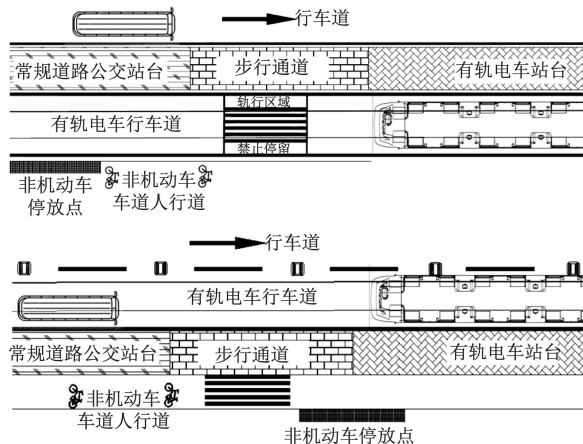 行车道
常规道路公交站台
步行通道
有轨电车站台
有轨电车行车道
轨行区域
禁止停留
非机动车
停放点
非机动车
车道人行道
行车道
有轨电车行车道
常规道路公交站台
步行通道
有轨电车站台
非机动车
车道人行道
非机动车停放点